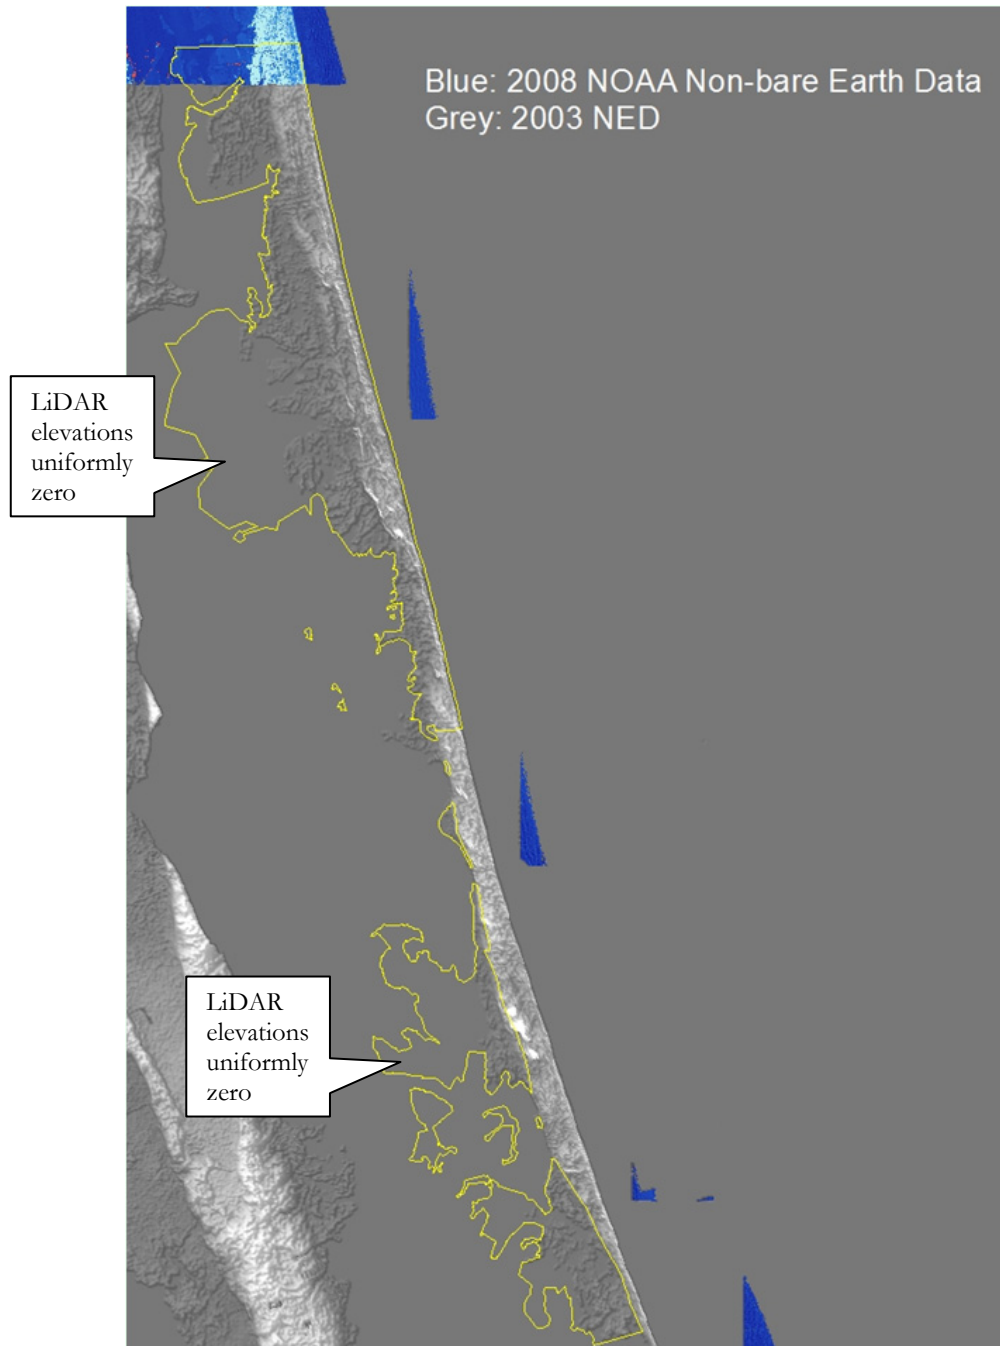 Blue: 2008 NOAA Non-bare Earth Data
Grey: 2003 NED
LiDAR
elevations
uniformly
zero
LiDAR
elevations
uniformly
zero